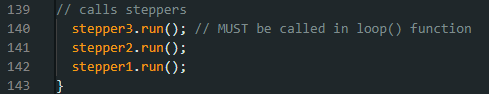 139 // calls steppers
140 stepper3.run(); // MUST be called in loop() function
141 stepper2.run();
142 stepper1.run();
143 }